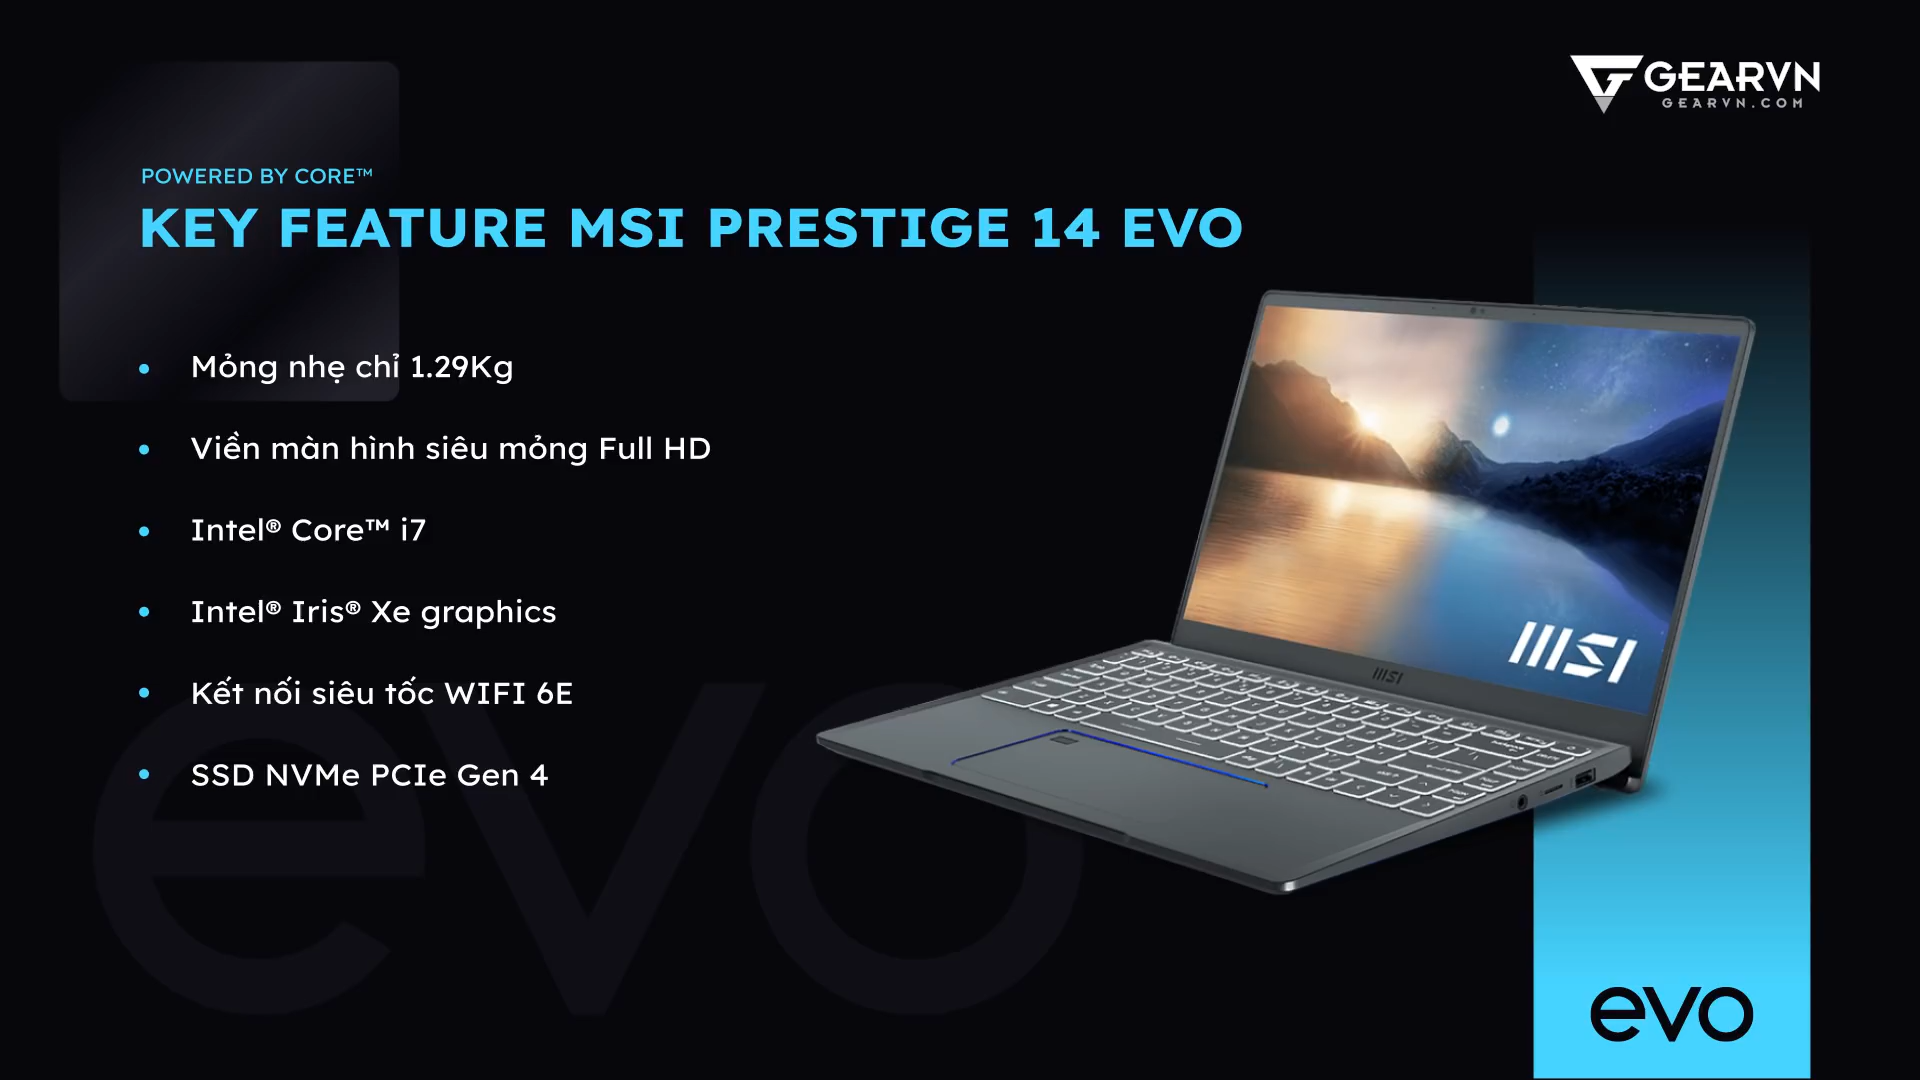 GEARVN
GEARVN.COM
POWERED BY CORE™
KEY FEATURE MSI PRESTIGE 14 EVO
• Mỏng nhẹ chỉ 1.29Kg
• Viền màn hình siêu mỏng Full HD
• Intel® Core™ i7
• Intel® Iris® Xe graphics
• Kết nối siêu tốc WIFI 6E
• SSD NVMe PCIe Gen 4
msi
msi
evo
evo